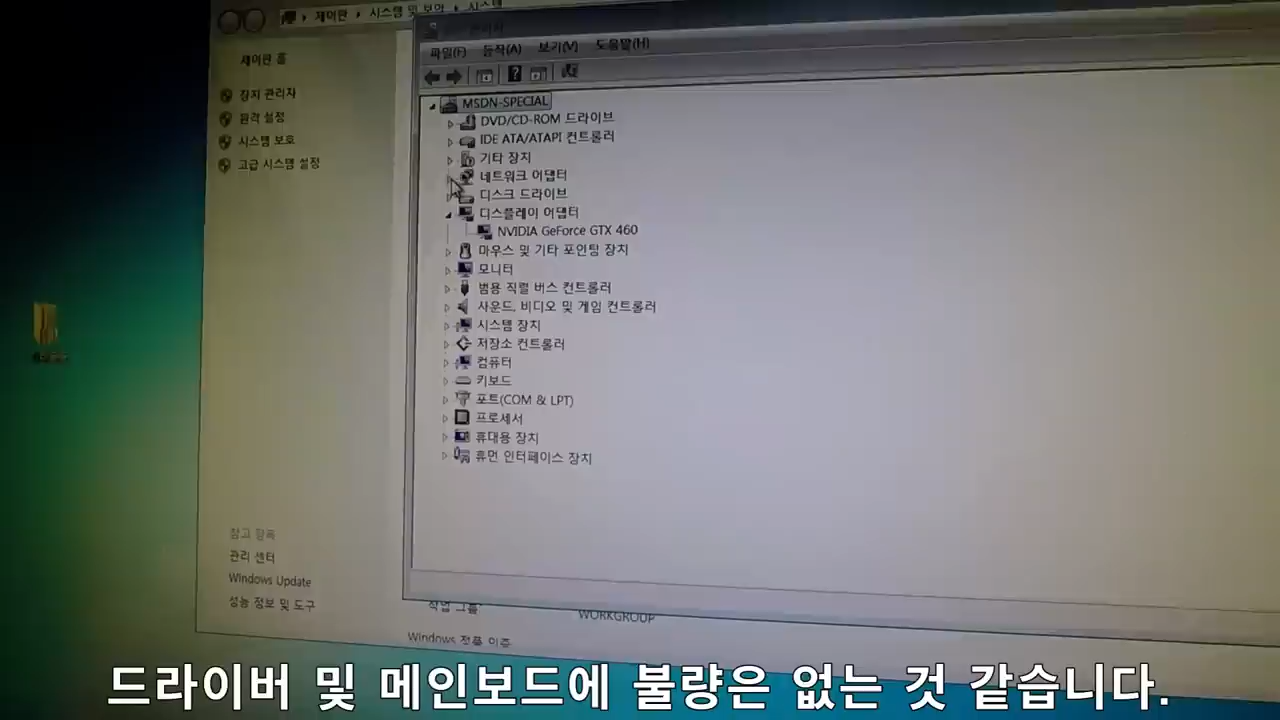 제어판 ▸ 시스템 및 보안 ▸ 시스템
제어판 홈
장치 관리자
원격 설정
시스템 보호
고급 시스템 설정
파일(F) 동작(A) 보기(V) 도움말(H)
MSDN-SPECIAL
DVD/CD-ROM 드라이브
IDE ATA/ATAPI 컨트롤러
기타 장치
네트워크 어댑터
디스크 드라이브
디스플레이 어댑터
NVIDIA GeForce GTX 460
마우스 및 기타 포인팅 장치
모니터
범용 직렬 버스 컨트롤러
사운드, 비디오 및 게임 컨트롤러
시스템 장치
저장소 컨트롤러
컴퓨터
키보드
포트(COM & LPT)
프로세서
휴대용 장치
휴먼 인터페이스 장치
참고 항목
관리 센터
Windows Update
성능 정보 및 도구
작업 그룹: WORKGROUP
Windows 정품 인증
드라이버 및 메인보드에 불량은 없는 것 같습니다.